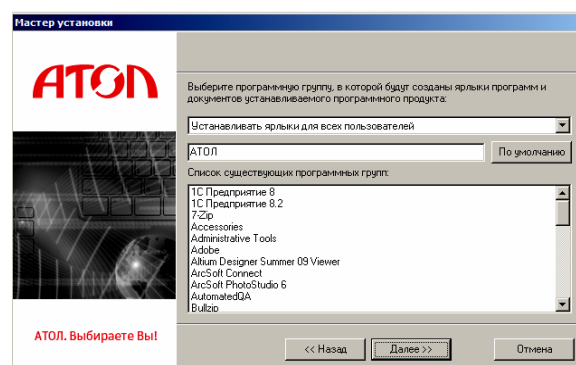 Мастер установки
АТОЛ
Выберите программную группу, в которой будут созданы ярлыки программ и
документов устанавливаемого программного продукта:
Устанавливать ярлыки для всех пользователей
АТОЛ
По умолчанию
Список существующих программных групп:
1С Предприятие 8
1С Предприятие 8.2
7-Zip
Accessories
Administrative Tools
Adobe
Altium Designer Summer 09 Viewer
ArcSoft Connect
ArcSoft PhotoStudio 6
AutomatedQA
Bullzip
АТОЛ. Выбираете Вы!
<< Назад
Далее >>
Отмена